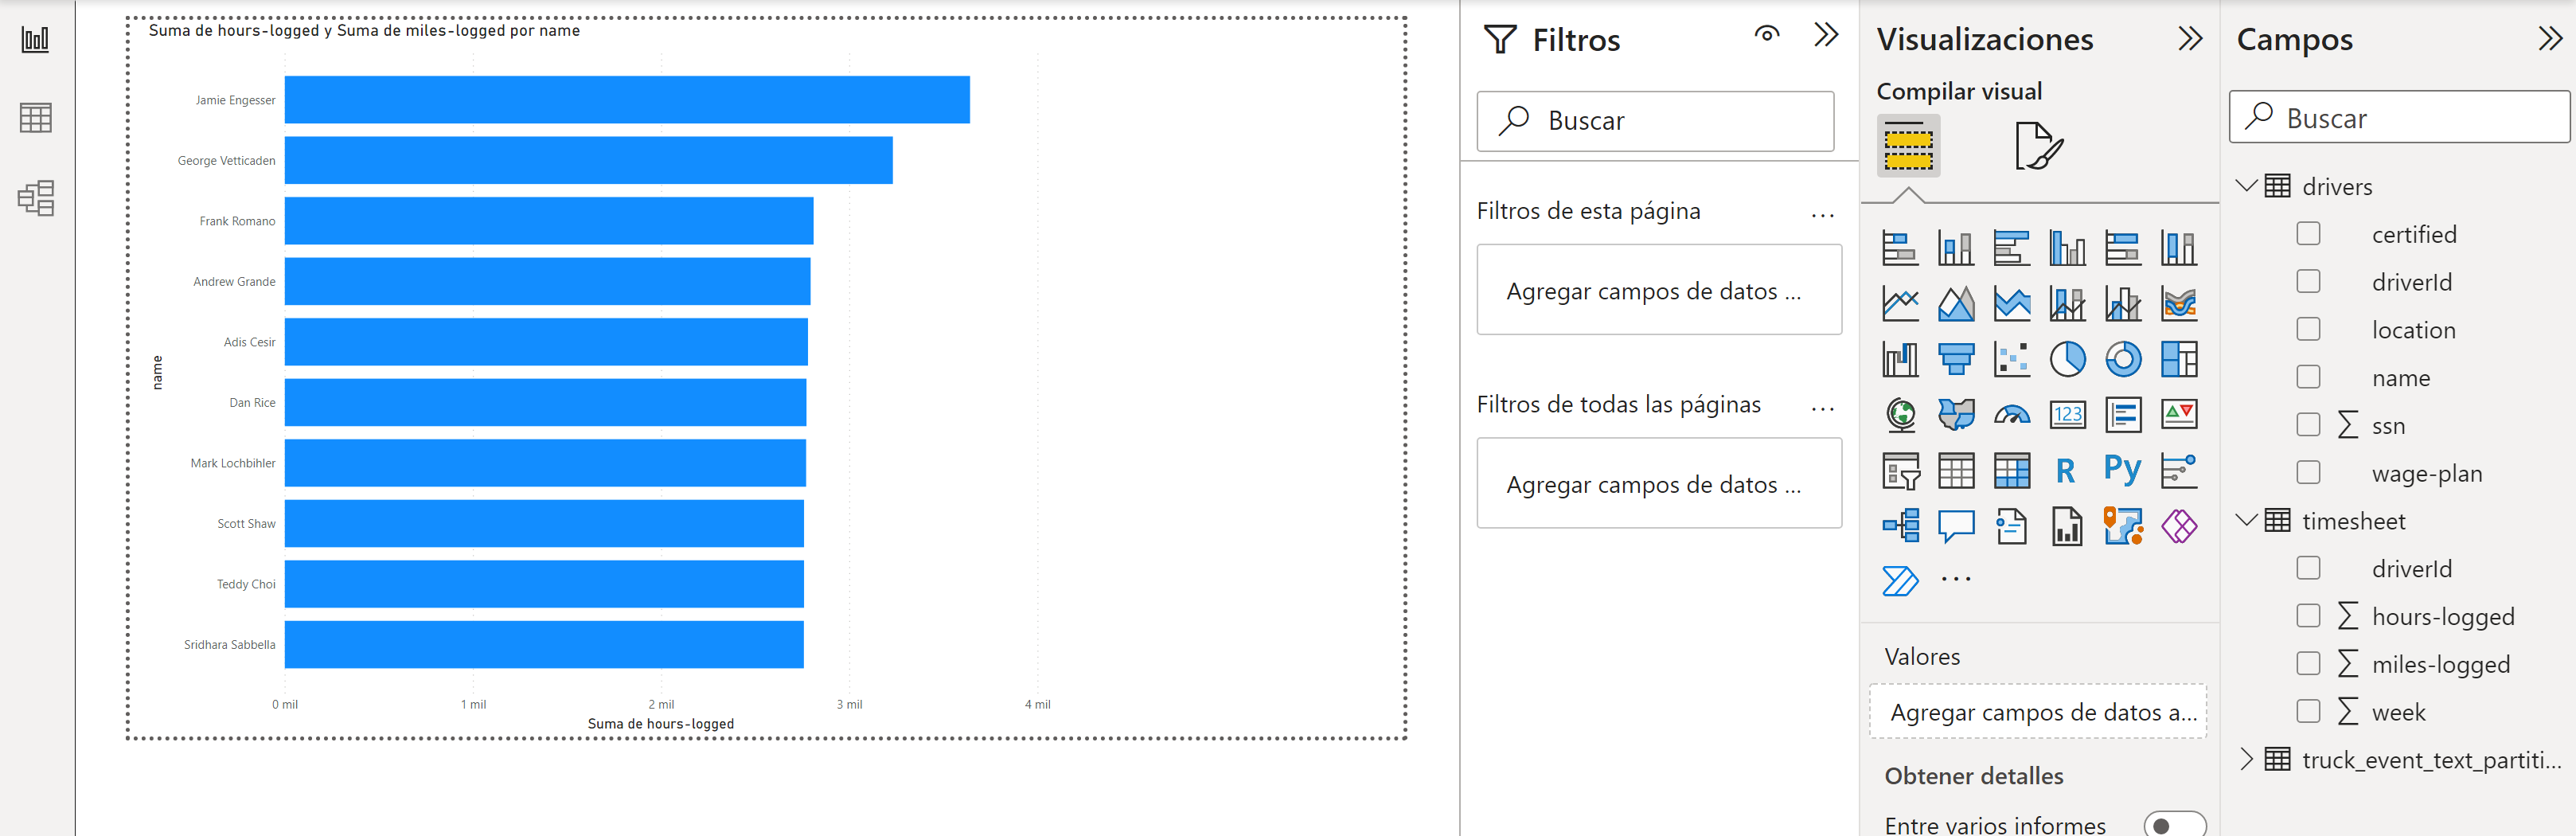 Suma de hours-logged y Suma de miles-logged por name
Jamie Engesser
George Vetticaden
Frank Romano
Andrew Grande
Adis Cesir
Dan Rice
Mark Lochbihler
Scott Shaw
Teddy Choi
Sridhara Sabbella
name
0 mil 1 mil 2 mil 3 mil 4 mil
Suma de hours-logged
Filtros
Buscar
Filtros de esta página ...
Agregar campos de datos ...
Filtros de todas las páginas ...
Agregar campos de datos ...
Visualizaciones
Compilar visual
123
R Py
...
Valores
Agregar campos de datos a...
Obtener detalles
Entre varios informes
Campos
Buscar
drivers
certified
driverId
location
name
∑ ssn
wage-plan
timesheet
driverId
∑ hours-logged
∑ miles-logged
∑ week
truck_event_text_partiti...